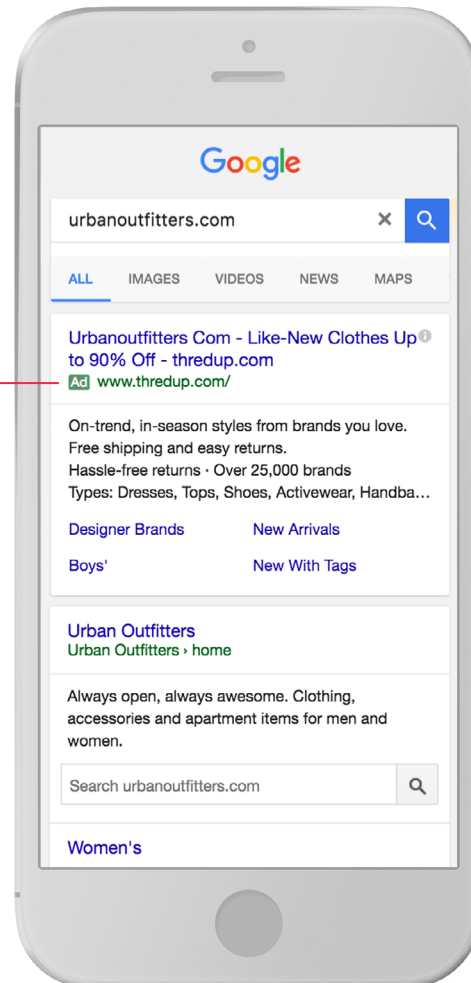 Google
urbanoutfitters.com
ALL IMAGES VIDEOS NEWS MAPS
Urbanoutfitters Com - Like-New Clothes Up
to 90% Off - thredup.com
Ad www.thredup.com/
On-trend, in-season styles from brands you love.
Free shipping and easy returns.
Hassle-free returns · Over 25,000 brands
Types: Dresses, Tops, Shoes, Activewear, Handba…
Designer Brands New Arrivals
Boys' New With Tags
Urban Outfitters
Urban Outfitters › home
Always open, always awesome. Clothing,
accessories and apartment items for men and
women.
Search urbanoutfitters.com
Women's